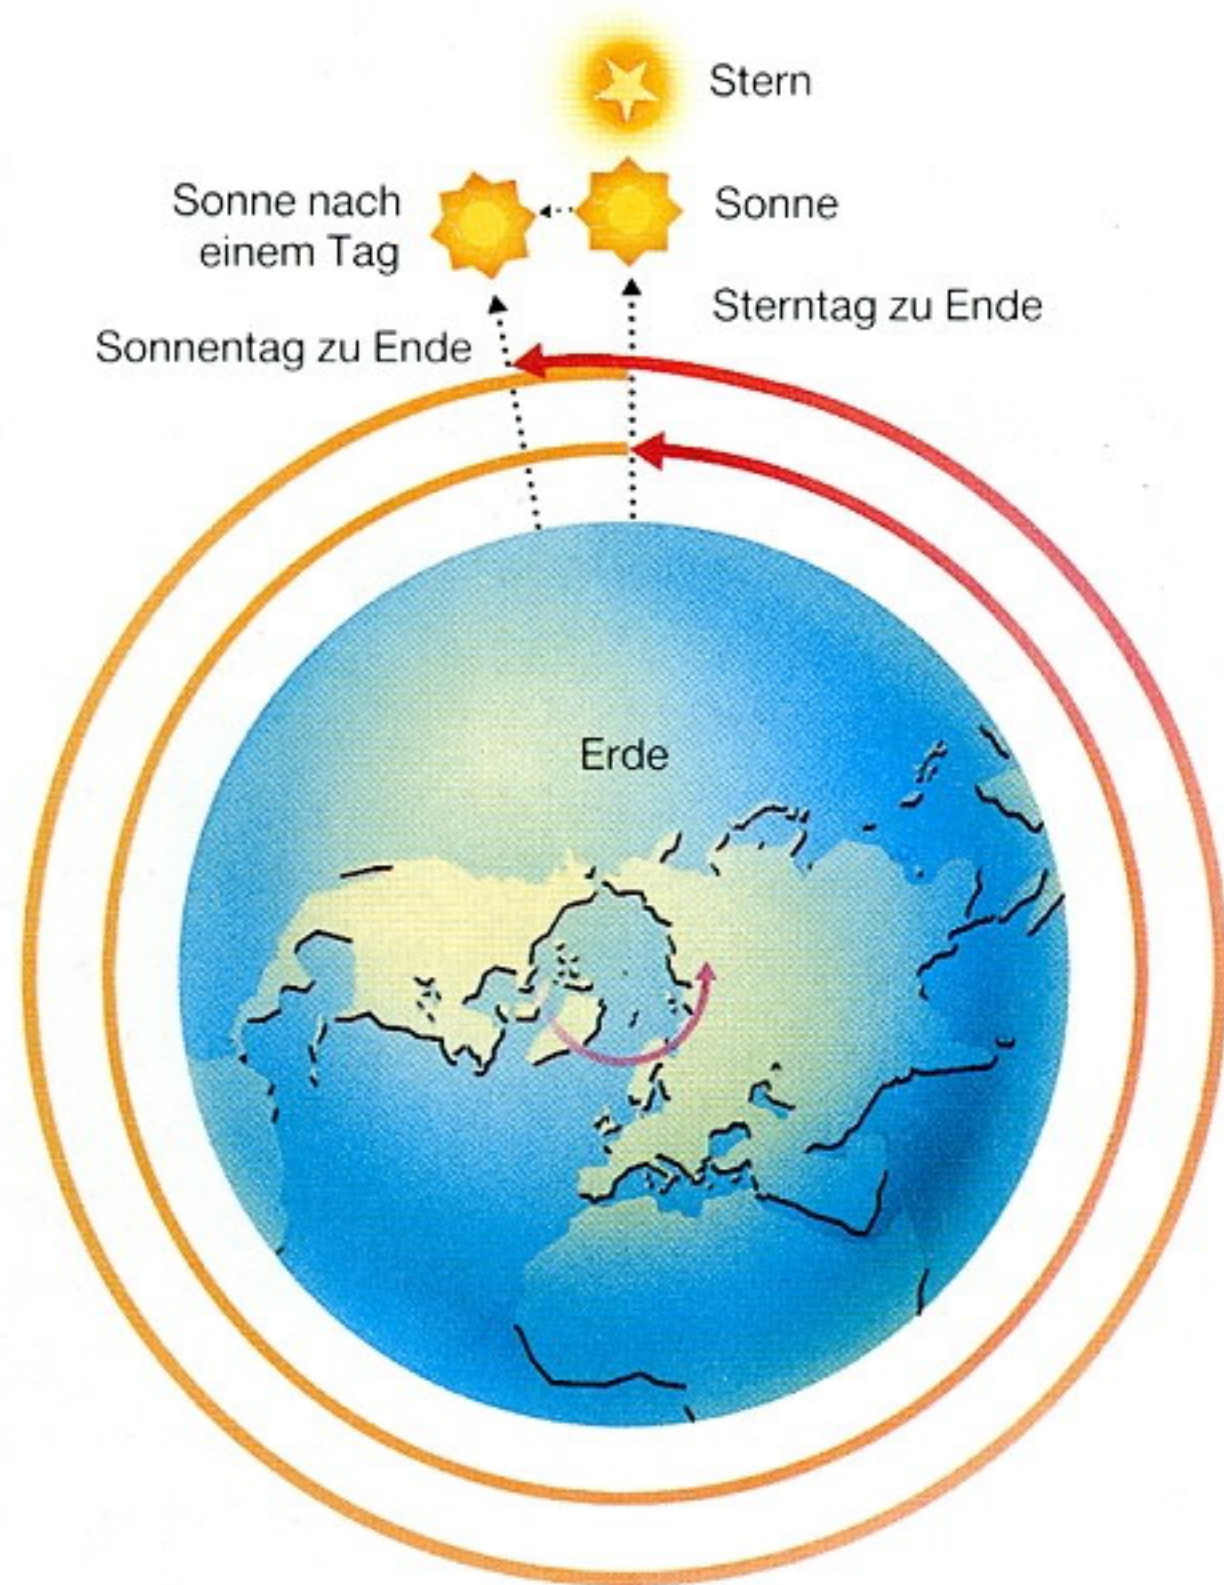 Stern
Sonne nach
einem Tag
Sonne
Sterntag zu Ende
Sonnentag zu Ende
Erde